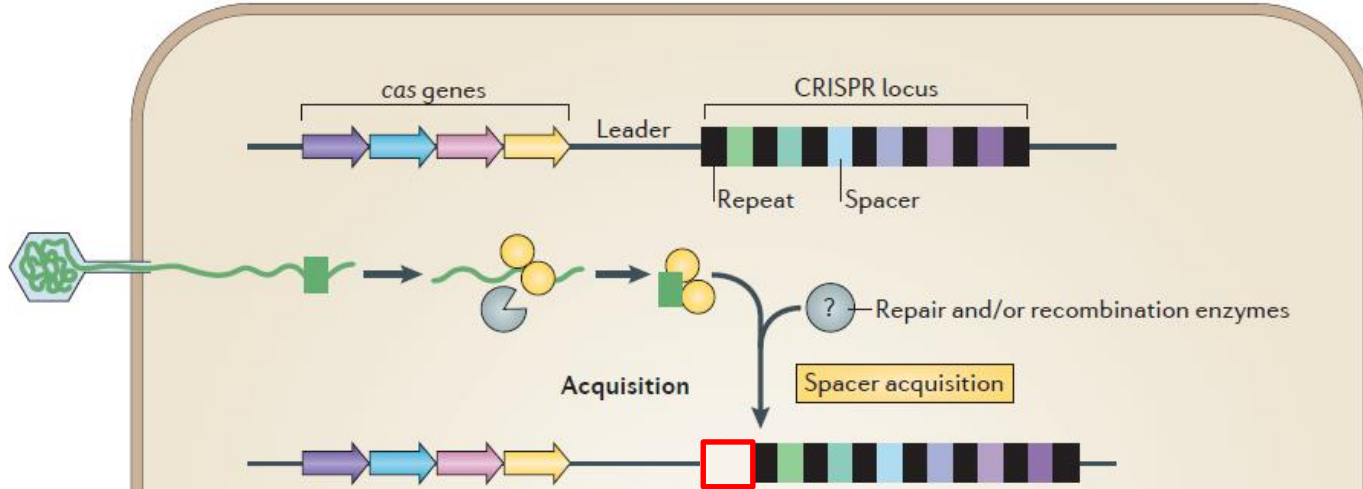 cas genes
CRISPR locus
Leader
Repeat
Spacer
?
Repair and/or recombination enzymes
Acquisition
Spacer acquisition